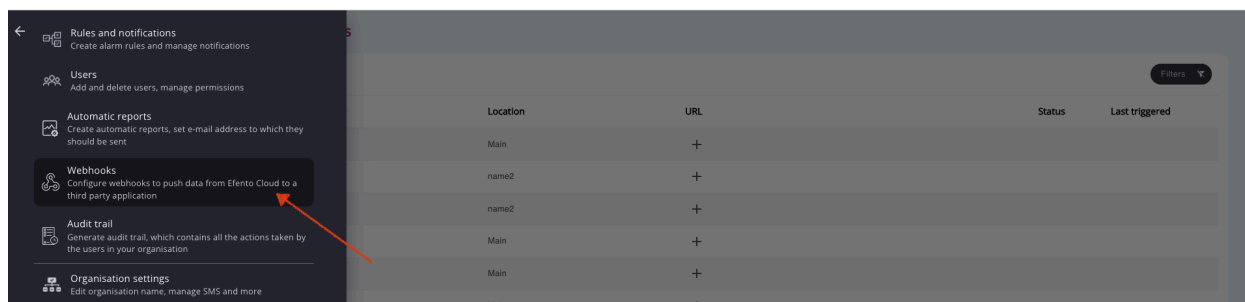 Rules and notifications
Create alarm rules and manage notifications
s
Users
Add and delete users, manage permissions
Filters
Automatic reports
Create automatic reports, set e-mail address to which they
should be sent
Location URL Status Last triggered
Main
Webhooks
Configure webhooks to push data from Efento Cloud to a
third party application
name2
name2
Audit trail
Generate audit trail, which contains all the actions taken by
the users in your organisation
Main
Organisation settings
Edit organisation name, manage SMS and more
Main